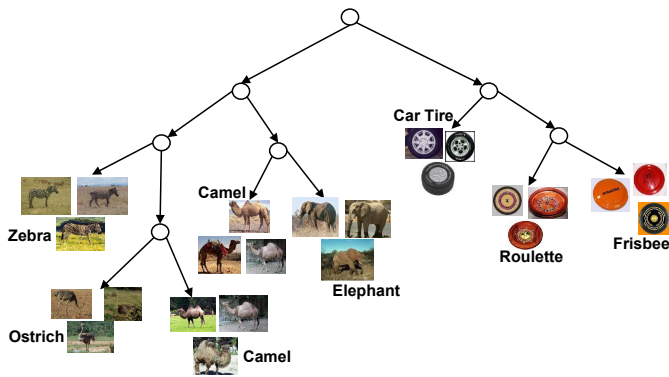 Car Tire
Camel
Zebra
Roulette
Frisbee
Elephant
Ostrich
Camel